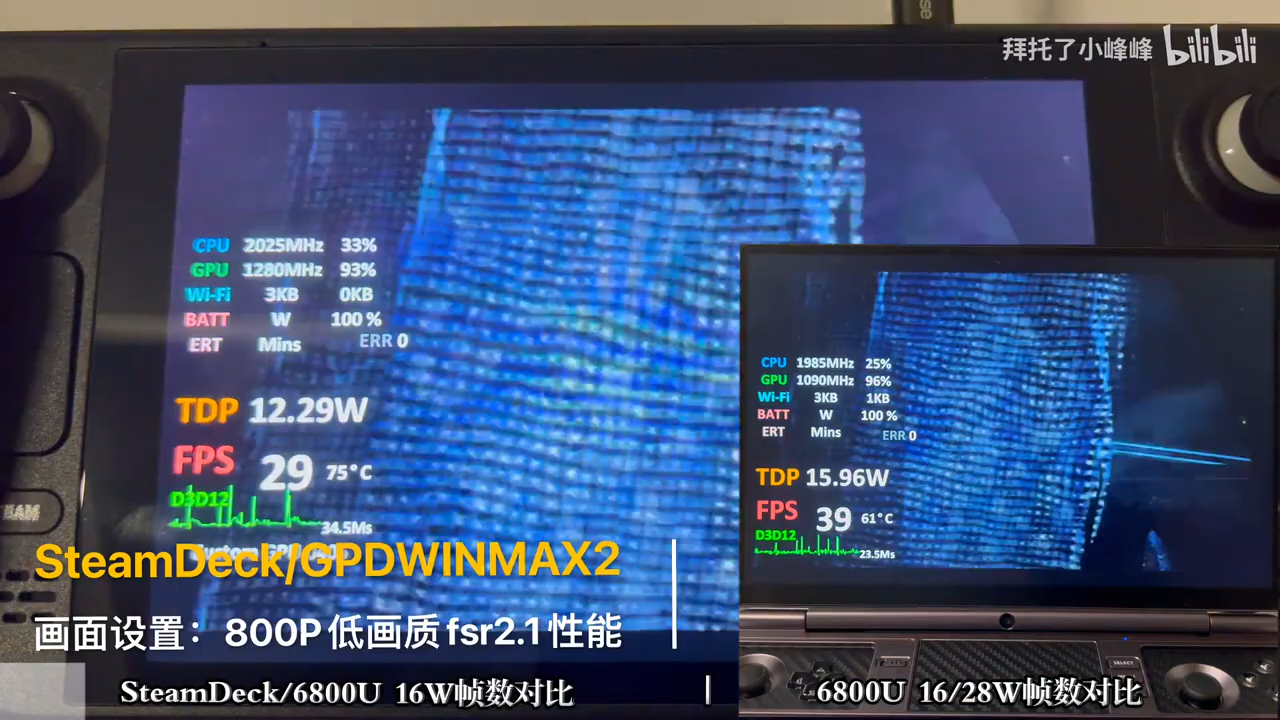 拜托了小峰峰 bilibili
CPU 2025MHz 33%
GPU 1280MHz 93%
Wi-Fi 3KB 0KB
BATT W 100 %
ERT Mins ERR 0
TDP 12.29W
FPS 29 75°C
D3D12
34.5Ms
CPU 1985MHz 25%
GPU 1090MHz 96%
Wi-Fi 3KB 1KB
BATT W 100 %
ERT Mins ERR 0
TDP 15.96W
FPS 39 61°C
D3D12
23.5Ms
SELECT
SteamDeck/GPDWINMAX2
画面设置：800P低画质fsr2.1性能
SteamDeck/6800U 16W帧数对比 | 6800U 16/28W帧数对比